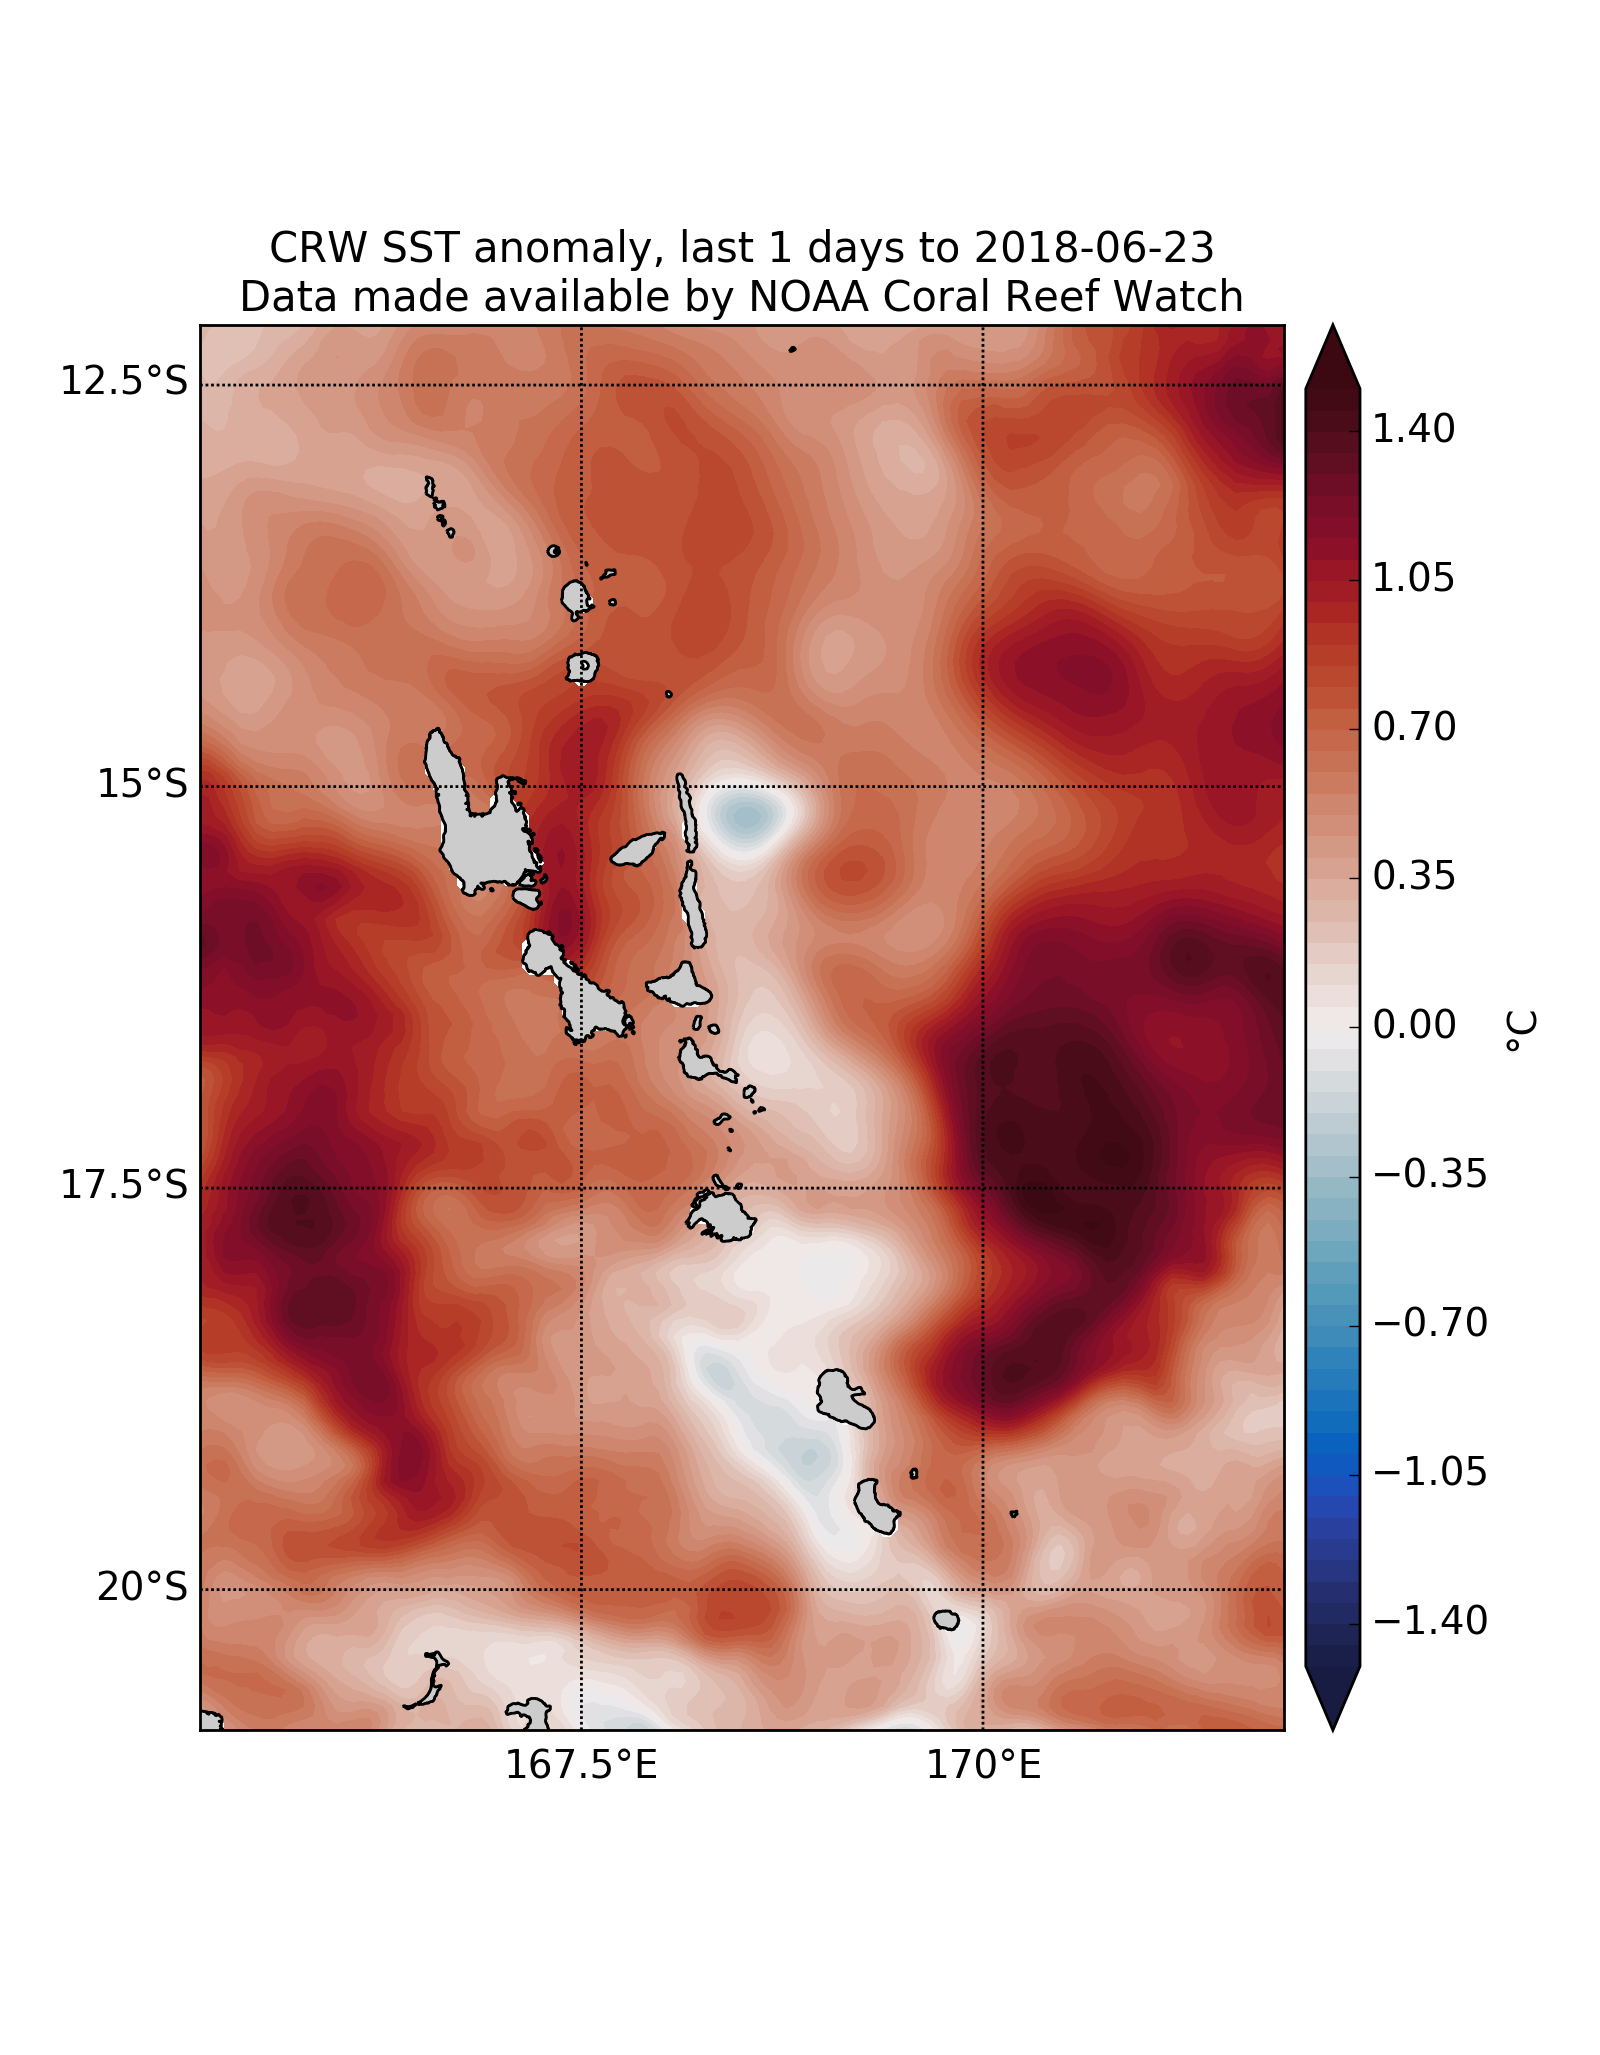 CRW SST anomaly, last 1 days to 2018-06-23
Data made available by NOAA Coral Reef Watch
12.5°S
15°S
17.5°S
20°S
167.5°E
170°E
1.40
1.05
0.70
0.35
0.00
−0.35
−0.70
−1.05
−1.40
°C